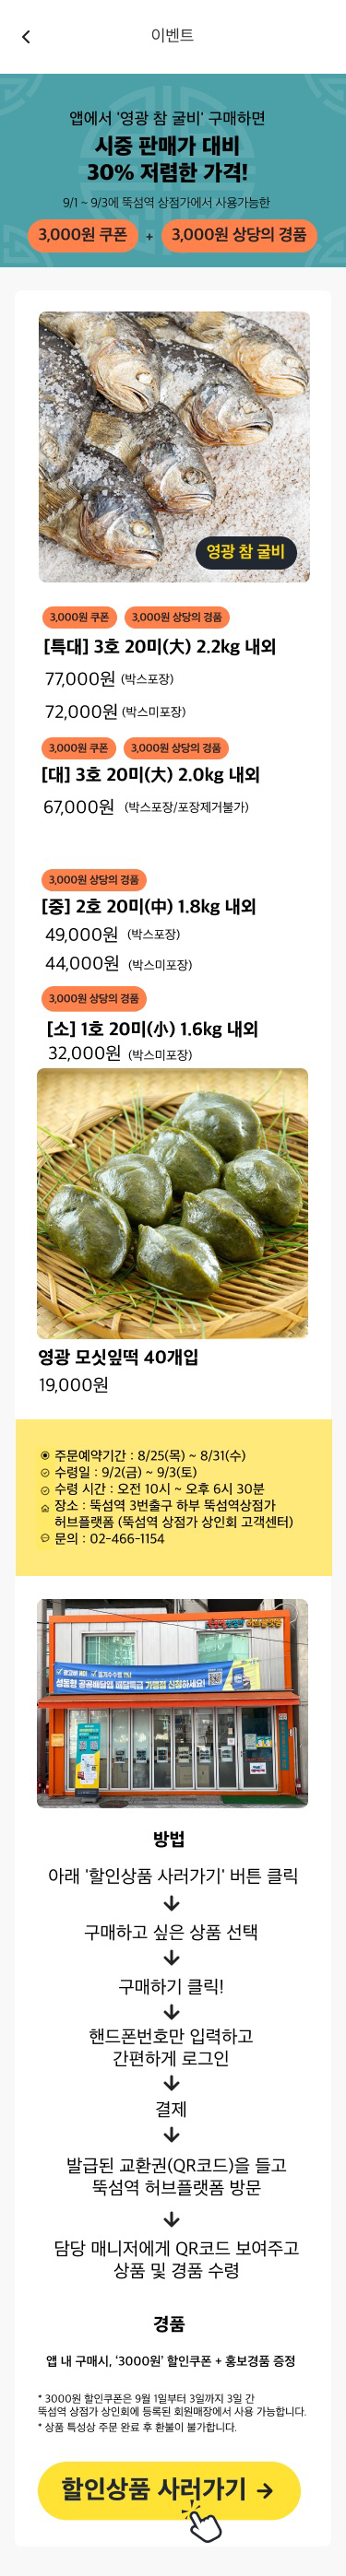 이벤트
앱에서 '영광 참 굴비' 구매하면
시중 판매가 대비
30% 저렴한 가격!
9/1 ~ 9/3에 뚝섬역 상점가에서 사용가능한
3,000원 쿠폰 + 3,000원 상당의 경품
영광 참 굴비
3,000원 쿠폰 3,000원 상당의 경품
[특대] 3호 20미(大) 2.2kg 내외
77,000원 (박스포장)
72,000원 (박스미포장)
3,000원 쿠폰 3,000원 상당의 경품
[대] 3호 20미(大) 2.0kg 내외
67,000원 (박스포장/포장제거불가)
3,000원 상당의 경품
[중] 2호 20미(中) 1.8kg 내외
49,000원 (박스포장)
44,000원 (박스미포장)
3,000원 상당의 경품
[소] 1호 20미(小) 1.6kg 내외
32,000원 (박스미포장)
영광 모싯잎떡 40개입
19,000원
주문예약기간 : 8/25(목) ~ 8/31(수)
수령일 : 9/2(금) ~ 9/3(토)
수령 시간 : 오전 10시 ~ 오후 6시 30분
장소 : 뚝섬역 3번출구 하부 뚝섬역상점가
허브플랫폼 (뚝섬역 상점가 상인회 고객센터)
문의 : 02-466-1154
성동형 공공배달앱 배달특급 가맹점 신청하세요!
방법
아래 '할인상품 사러가기' 버튼 클릭
구매하고 싶은 상품 선택
구매하기 클릭!
핸드폰번호만 입력하고
간편하게 로그인
결제
발급된 교환권(QR코드)을 들고
뚝섬역 허브플랫폼 방문
담당 매니저에게 QR코드 보여주고
상품 및 경품 수령
경품
앱 내 구매시, '3000원' 할인쿠폰 + 홍보경품 증정
* 3000원 할인쿠폰은 9월 1일부터 3일까지 3일 간
뚝섬역 상점가 상인회에 등록된 회원매장에서 사용 가능합니다.
* 상품 특성상 주문 완료 후 환불이 불가합니다.
할인상품 사러가기 →